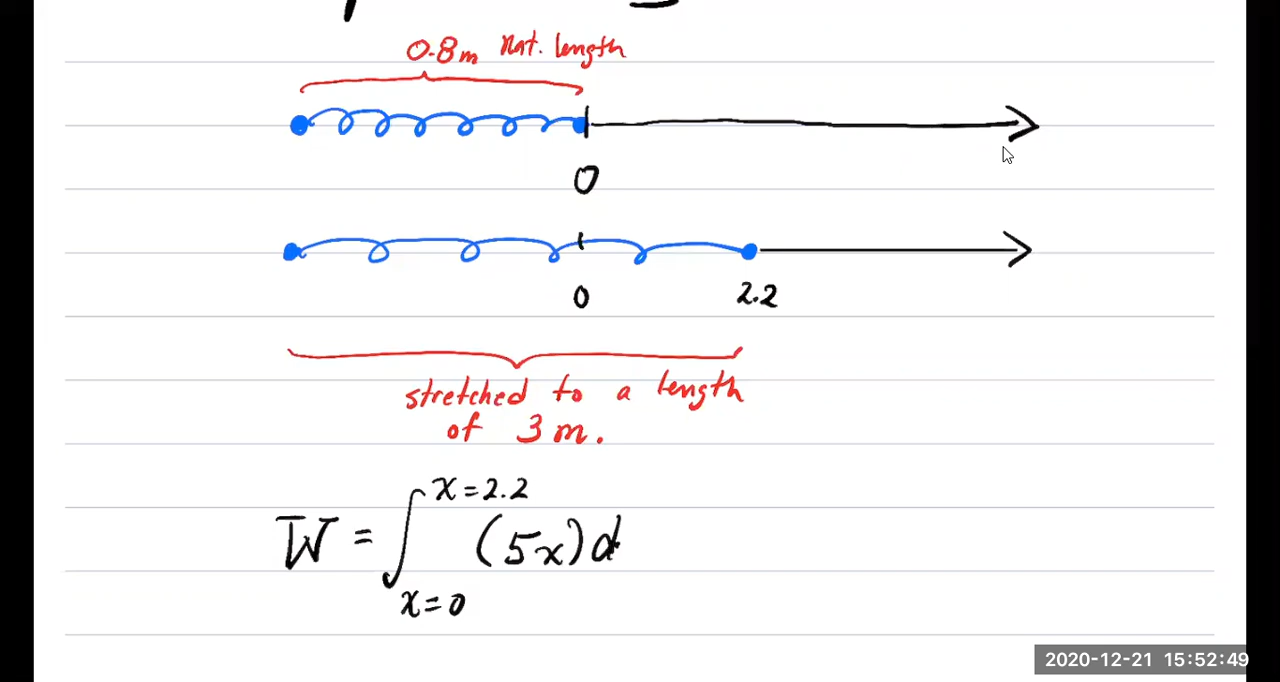 0.8m nat. length
0
0 2.2
stretched to a length
of 3 m.
x=2.2
W = ∫ (5x)d
x=0
2020-12-21 15:52:49